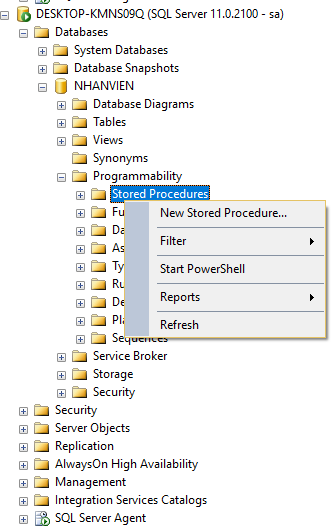 DESKTOP-KMNS09Q (SQL Server 11.0.2100 - sa)
Databases
System Databases
Database Snapshots
NHANVIEN
Database Diagrams
Tables
Views
Synonyms
Programmability
Stored Procedures
New Stored Procedure...
Filter
Start PowerShell
Reports
Refresh
Fu
Da
As
Ty
Ru
De
Pla
Sequences
Service Broker
Storage
Security
Security
Server Objects
Replication
AlwaysOn High Availability
Management
Integration Services Catalogs
SQL Server Agent